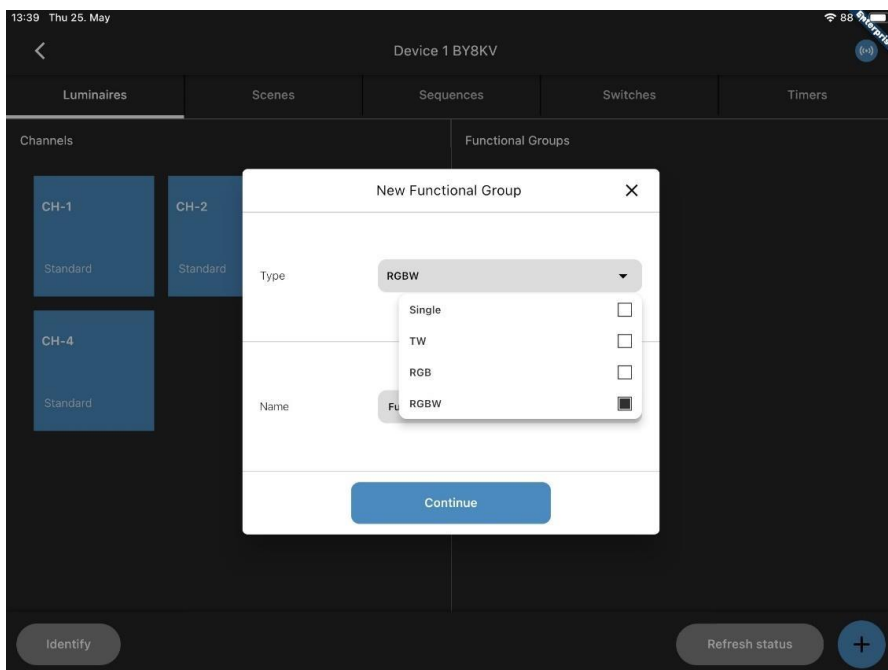 13:39 Thu 25. May
88
Enterpris
Device 1 BY8KV
Luminaires
Scenes
Sequences
Switches
Timers
Channels
Functional Groups
CH-1
Standard
CH-2
Standard
CH-4
Standard
New Functional Group
Type
RGBW
Single
TW
RGB
RGBW
Name
Fu
Continue
Identify
Refresh status
+